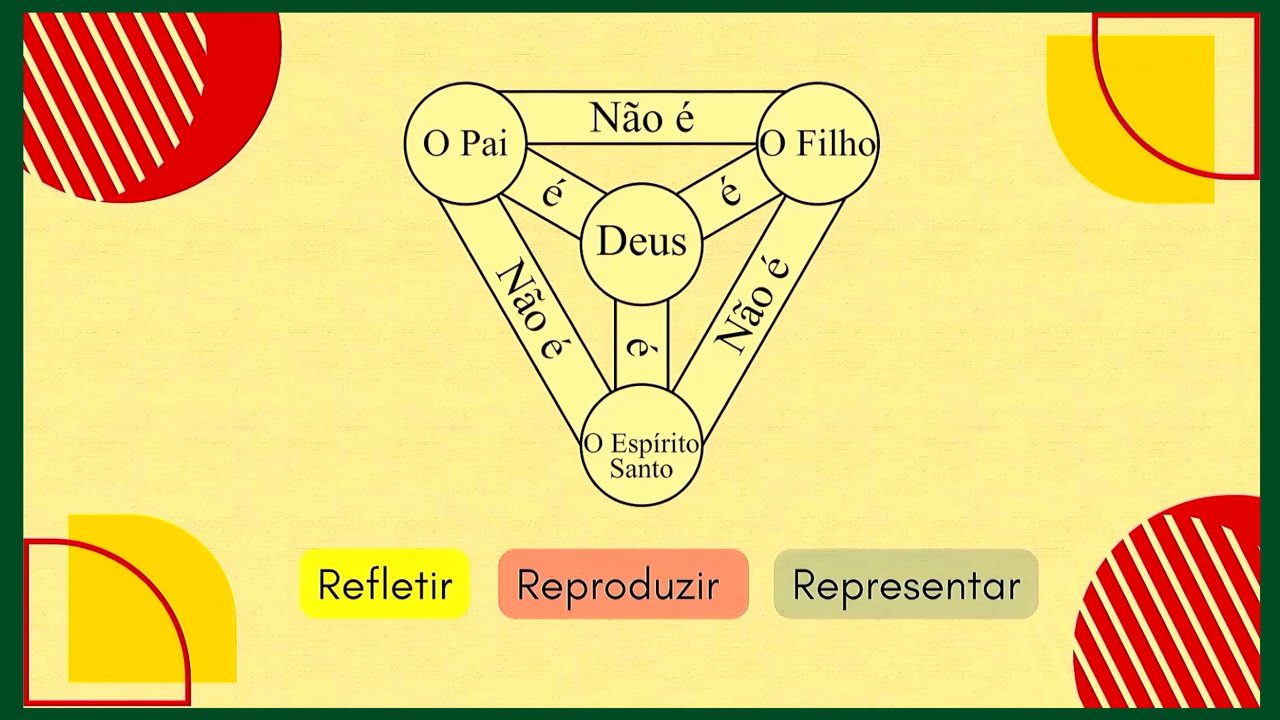 O Pai
Não é
O Filho
é
é
Deus
Não é
Não é
é
O Espírito
Santo
Refletir
Reproduzir
Representar